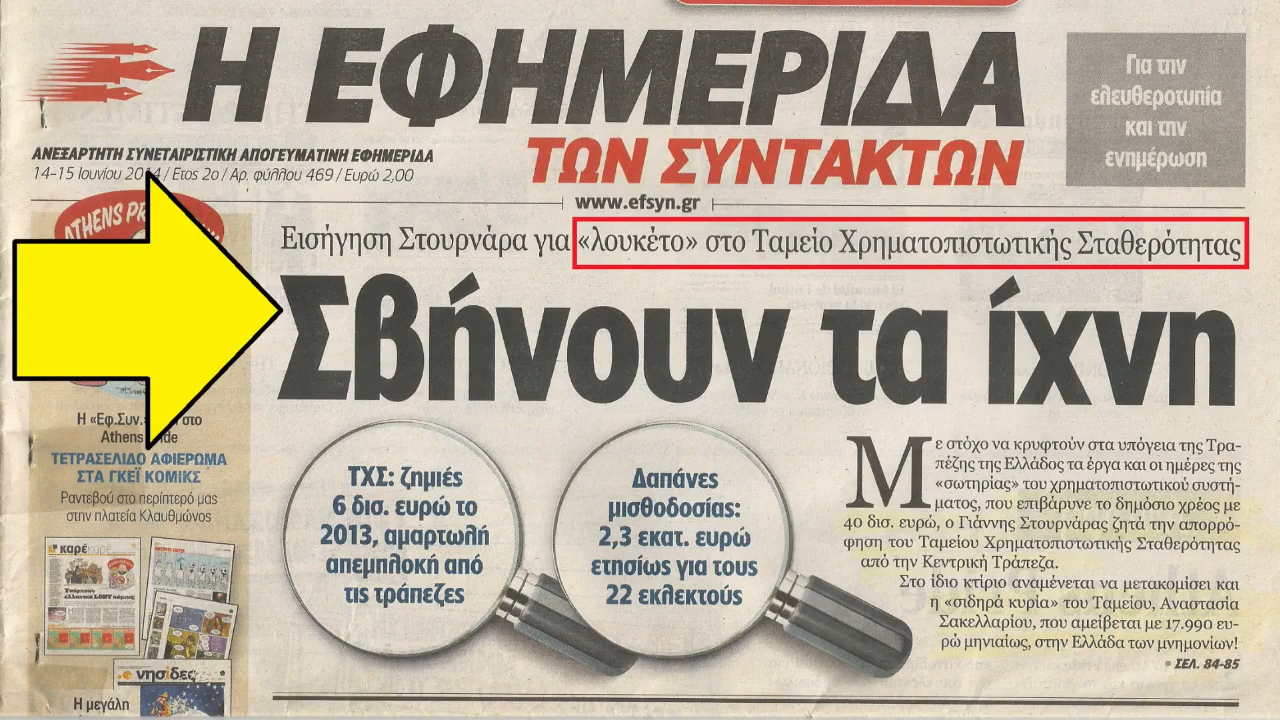 Η ΕΦΗΜΕΡΙΔΑ
ΤΩΝ ΣΥΝΤΑΚΤΩΝ
Για την
ελευθεροτυπία
και την
ενημέρωση
ΑΝΕΞΑΡΤΗΤΗ ΣΥΝΕΤΑΙΡΙΣΤΙΚΗ ΑΠΟΓΕΥΜΑΤΙΝΗ ΕΦΗΜΕΡΙΔΑ
14-15 Ιουνίου 2014 / Έτος 2ο / Αρ. φύλλου 469 / Ευρώ 2,00
www.efsyn.gr
Εισήγηση Στουρνάρα για «λουκέτο» στο Ταμείο Χρηματοπιστωτικής Σταθερότητας
Σβήνουν τα ίχνη
ATHENS
Η «Εφ.Συν.» στο
Athens
ΤΕΤΡΑΣΕΛΙΔΟ ΑΦΙΕΡΩΜΑ
ΣΤΑ ΓΚΕΪ ΚΟΜΙΚΣ
Ραντεβού στο περίπτερό μας
στην πλατεία Κλαυθμώνος
καρέκαρέ
νησίδες
Η μεγάλη
ΤΧΣ: ζημιές
6 δισ. ευρώ το
2013, αμαρτωλή
απεμπλοκή από
τις τράπεζες
Δαπάνες
μισθοδοσίας:
2,3 εκατ. ευρώ
ετησίως για τους
22 εκλεκτούς
Με στόχο να κρυφτούν στα υπόγεια της Τρα-
πέζης της Ελλάδος τα έργα και οι ημέρες της
«σωτηρίας» του χρηματοπιστωτικού συστή-
ματος, που επιβάρυνε το δημόσιο χρέος με
40 δισ. ευρώ, ο Γιάννης Στουρνάρας ζητά την απορρό-
φηση του Ταμείου Χρηματοπιστωτικής Σταθερότητας
από την Κεντρική Τράπεζα.
Στο ίδιο κτίριο αναμένεται να μετακομίσει και
η «σιδηρά κυρία» του Ταμείου, Αναστασία
Σακελλαρίου, που αμείβεται με 17.990 ευ-
ρώ μηνιαίως, στην Ελλάδα των μνημονίων!
• ΣΕΛ. 84-85